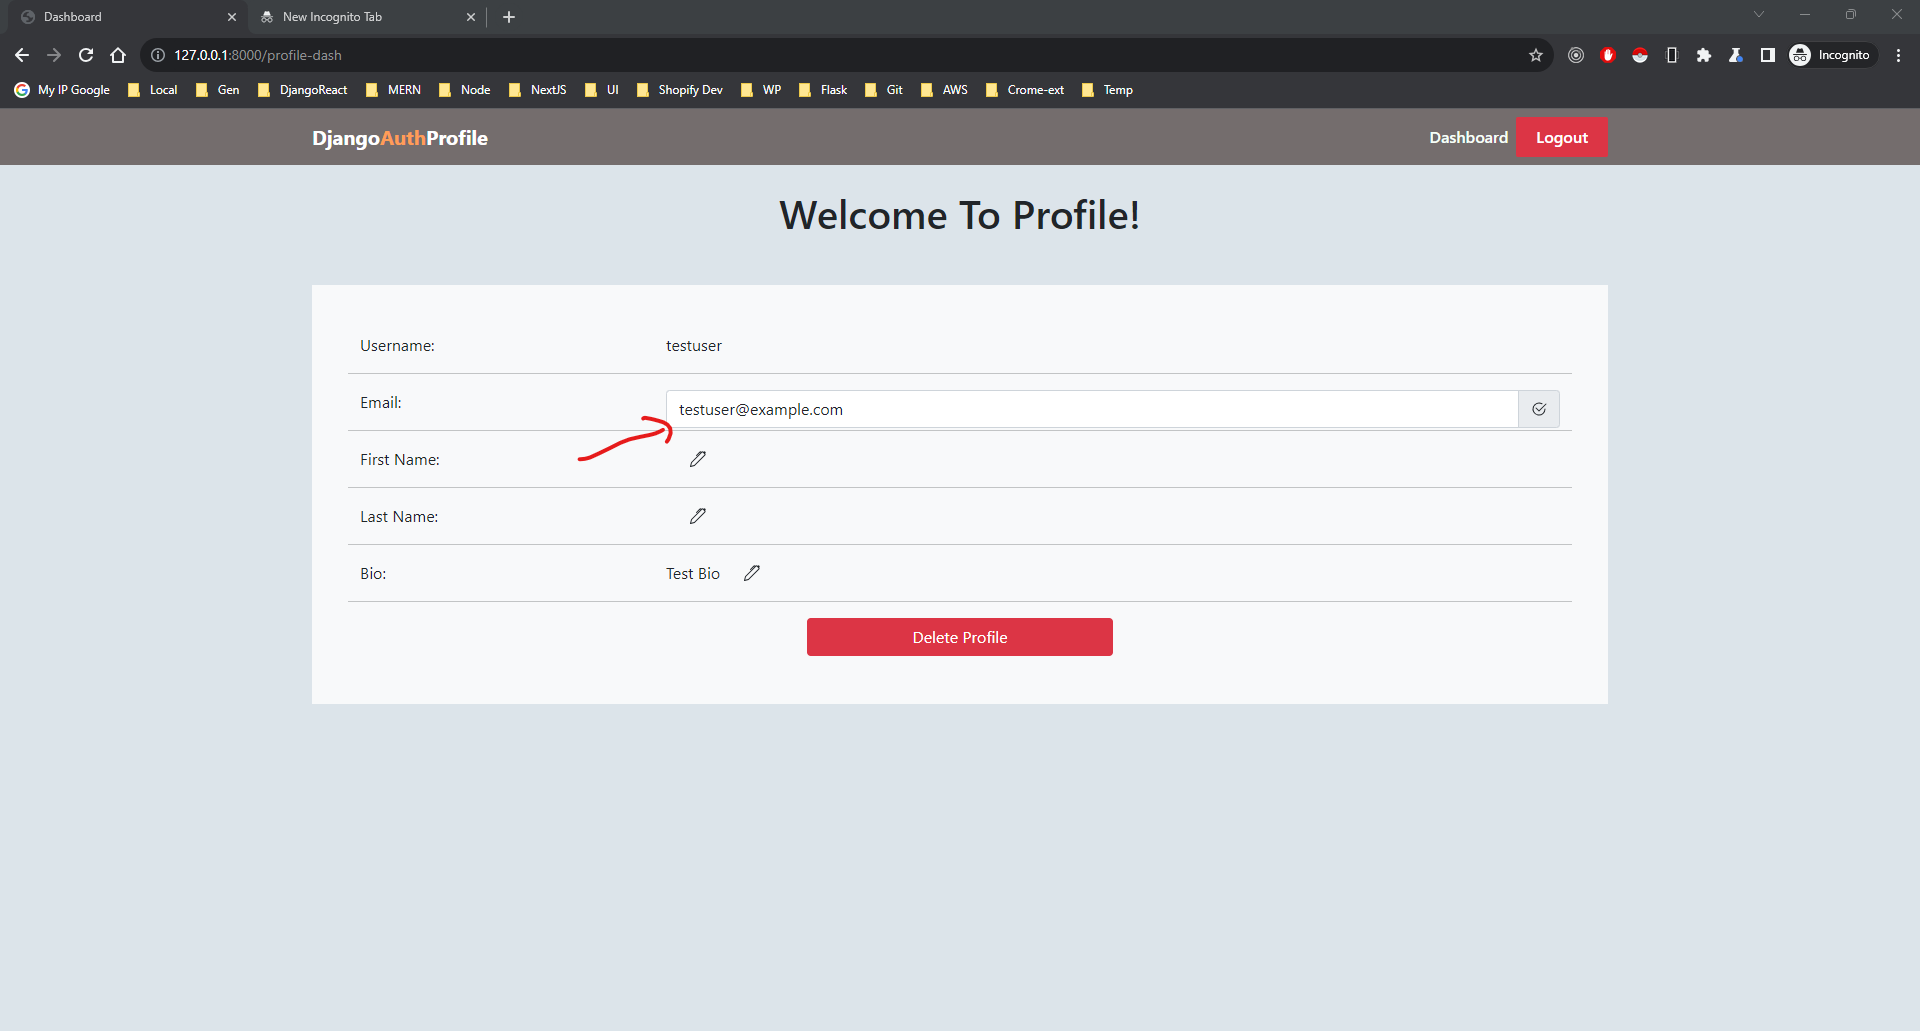 Dashboard New Incognito Tab
127.0.0.1:8000/profile-dash Incognito
My IP Google Local Gen DjangoReact MERN Node NextJS UI Shopify Dev WP Flask Git AWS Crome-ext Temp
DjangoAuthProfile Dashboard Logout
Welcome To Profile!
Username: testuser
Email: testuser@example.com
First Name:
Last Name:
Bio: Test Bio
Delete Profile